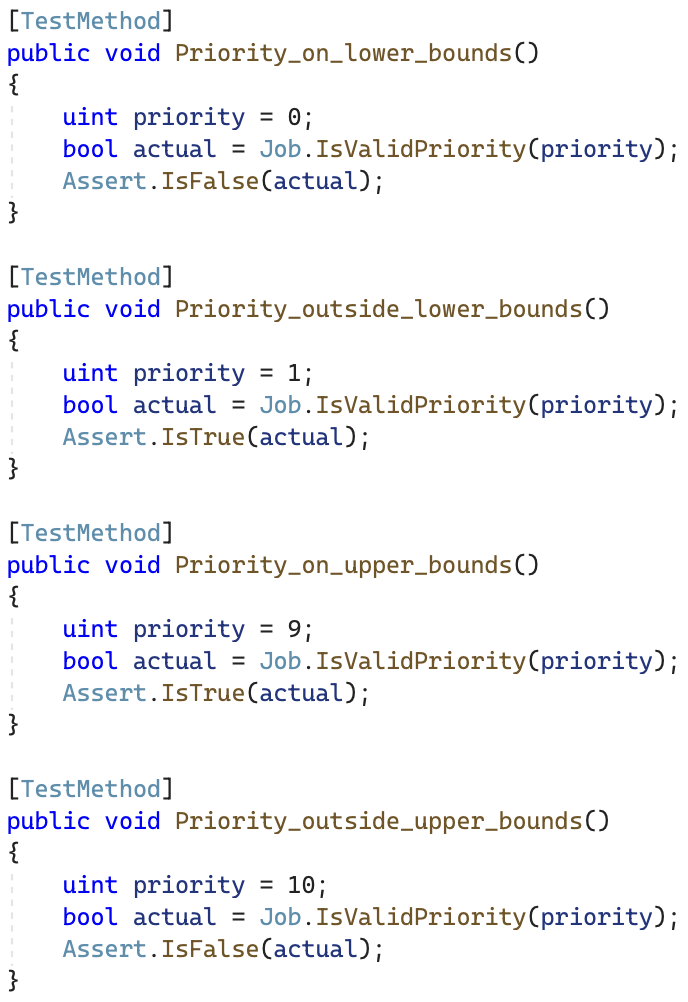 [TestMethod]
public void Priority_on_lower_bounds()
{
    uint priority = 0;
    bool actual = Job.IsValidPriority(priority);
    Assert.IsFalse(actual);
}

[TestMethod]
public void Priority_outside_lower_bounds()
{
    uint priority = 1;
    bool actual = Job.IsValidPriority(priority);
    Assert.IsTrue(actual);
}

[TestMethod]
public void Priority_on_upper_bounds()
{
    uint priority = 9;
    bool actual = Job.IsValidPriority(priority);
    Assert.IsTrue(actual);
}

[TestMethod]
public void Priority_outside_upper_bounds()
{
    uint priority = 10;
    bool actual = Job.IsValidPriority(priority);
    Assert.IsFalse(actual);
}